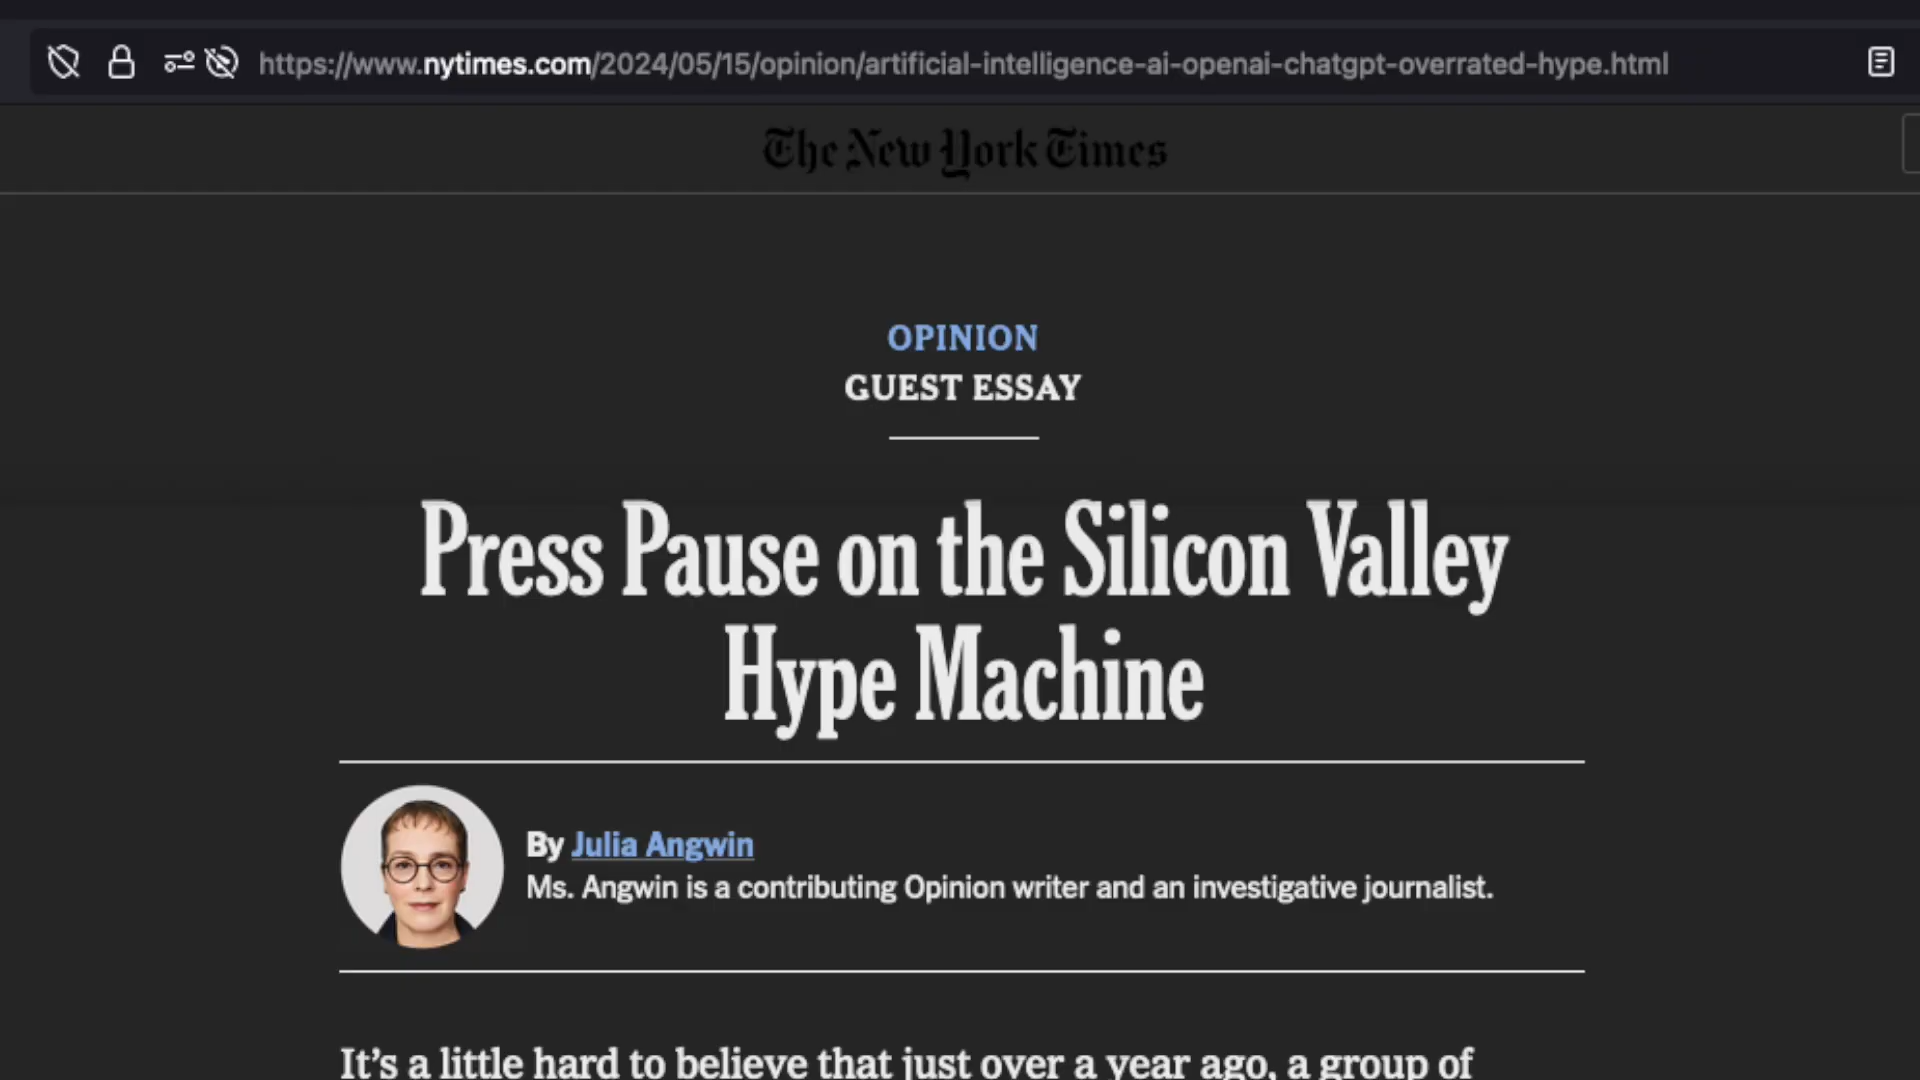 https://www.nytimes.com/2024/05/15/opinion/artificial-intelligence-ai-openai-chatgpt-overrated-hype.html
The New York Times
OPINION
GUEST ESSAY
Press Pause on the Silicon Valley
Hype Machine
By Julia Angwin
Ms. Angwin is a contributing Opinion writer and an investigative journalist.
It’s a little hard to believe that just over a year ago, a group of